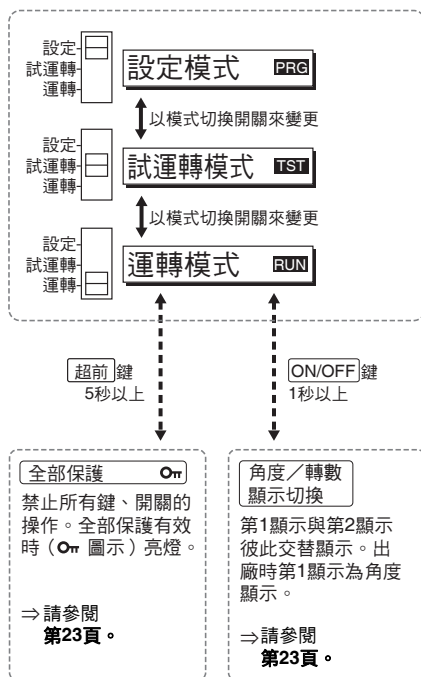 設定
試運轉
運轉
設定模式 PRG
以模式切換開關來變更
設定
試運轉
運轉
試運轉模式 TST
以模式切換開關來變更
設定
試運轉
運轉
運轉模式 RUN
超前 鍵
5秒以上
ON/OFF 鍵
1秒以上
全部保護
禁止所有鍵、開關的
操作。全部保護有效
時（ 圖示）亮燈。
⇒請參閱
第23頁。
角度／轉數
顯示切換
第1顯示與第2顯示
彼此交替顯示。出
廠時第1顯示為角度
顯示。
⇒請參閱
第23頁。